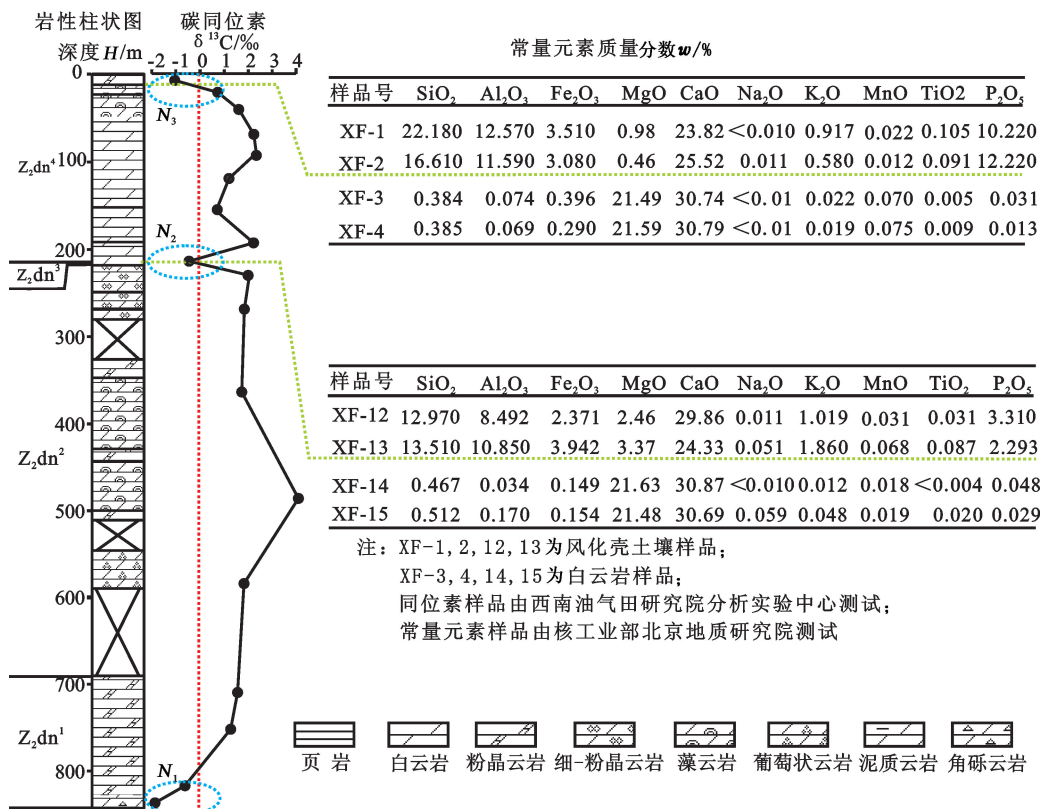 岩性柱状图
碳同位素
深度 H/m
δ ¹³C/‰
-2 -1 0 1 2 3 4
常量元素质量分数w/%
样品号 SiO₂ Al₂O₃ Fe₂O₃ MgO CaO Na₂O K₂O MnO TiO2 P₂O₅
XF-1 22.180 12.570 3.510 0.98 23.82 <0.010 0.917 0.022 0.105 10.220
XF-2 16.610 11.590 3.080 0.46 25.52 0.011 0.580 0.012 0.091 12.220
XF-3 0.384 0.074 0.396 21.49 30.74 <0.01 0.022 0.070 0.005 0.031
XF-4 0.385 0.069 0.290 21.59 30.79 <0.01 0.019 0.075 0.009 0.013
0
N₃
Z₂dn⁴
100
N₂
200
Z₂dn³
300
400
Z₂dn²
500
600
700
Z₂dn¹
800
N₁
样品号 SiO₂ Al₂O₃ Fe₂O₃ MgO CaO Na₂O K₂O MnO TiO₂ P₂O₅
XF-12 12.970 8.492 2.371 2.46 29.86 0.011 1.019 0.031 0.031 3.310
XF-13 13.510 10.850 3.942 3.37 24.33 0.051 1.860 0.068 0.087 2.293
XF-14 0.467 0.034 0.149 21.63 30.87 <0.010 0.012 0.018 <0.004 0.048
XF-15 0.512 0.170 0.154 21.48 30.69 0.059 0.048 0.019 0.020 0.029
注: XF-1,2,12,13为风化壳土壤样品;
XF-3,4,14,15为白云岩样品;
同位素样品由西南油气田研究院分析实验中心测试;
常量元素样品由核工业部北京地质研究院测试
页 岩 白云岩 粉晶云岩 细-粉晶云岩 藻云岩 葡萄状云岩 泥质云岩 角砾云岩